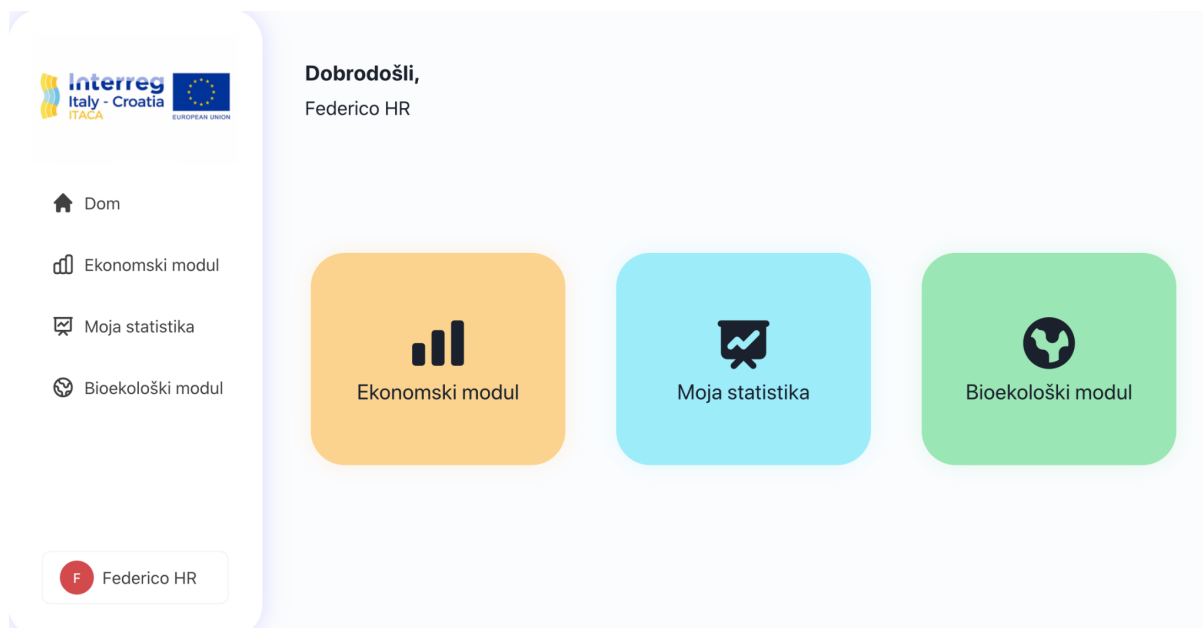 Interreg
Italy - Croatia
ITACA
EUROPEAN UNION
Dom
Ekonomski modul
Moja statistika
Bioekološki modul
F
Federico HR
Dobrodošli,
Federico HR
Ekonomski modul
Moja statistika
Bioekološki modul